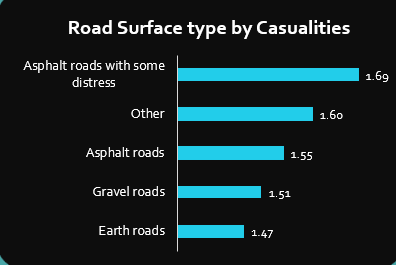 Road Surface type by Casualities
Asphalt roads with some
distress
1.69
Other
1.60
Asphalt roads
1.55
Gravel roads
1.51
Earth roads
1.47